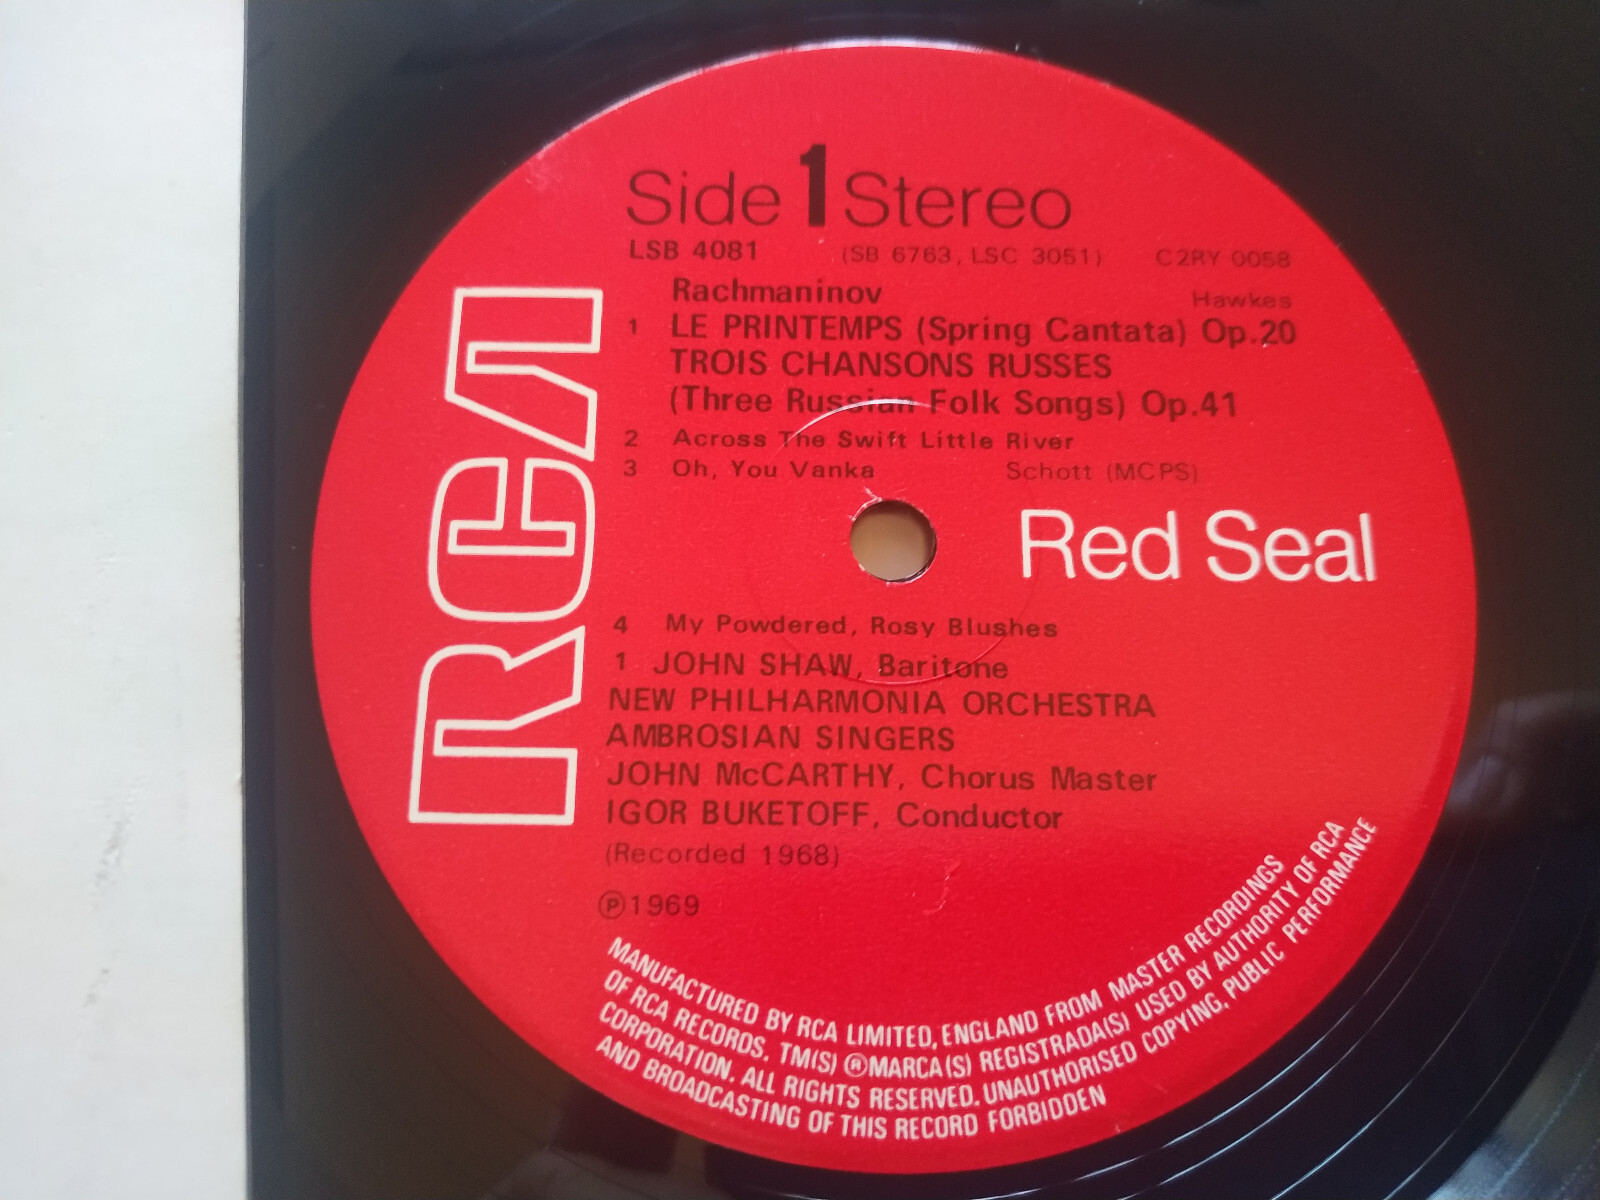 Side 1 Stereo
LSB 4081 (SB 6763, LSC 3051) C2RY 0058
Rachmaninov Hawkes
1 LE PRINTEMPS (Spring Cantata) Op.20
TROIS CHANSONS RUSSES
(Three Russian Folk Songs) Op.41
2 Across The Swift Little River
3 Oh, You Vanka Schott (MCPS)
RCA
Red Seal
4 My Powdered, Rosy Blushes
1 JOHN SHAW, Baritone
NEW PHILHARMONIA ORCHESTRA
AMBROSIAN SINGERS
JOHN McCARTHY, Chorus Master
IGOR BUKETOFF, Conductor
(Recorded 1968)
℗1969
MANUFACTURED BY RCA LIMITED, ENGLAND FROM MASTER RECORDINGS
OF RCA RECORDS, TM(S) ®MARCA(S) REGISTRADA(S) USED BY AUTHORITY OF RCA
CORPORATION. ALL RIGHTS RESERVED. UNAUTHORISED COPYING, PUBLIC PERFORMANCE
AND BROADCASTING OF THIS RECORD FORBIDDEN